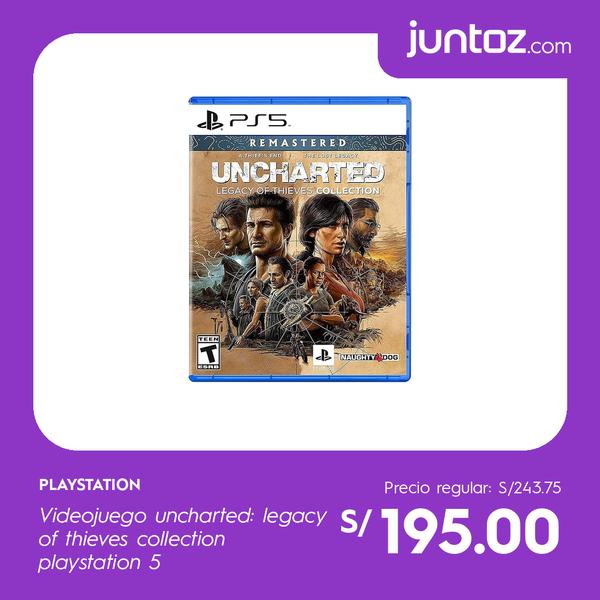 juntoz.com
PS5
REMASTERED
A THIEF'S END THE LOST LEGACY
UNCHARTED
LEGACY OF THIEVES COLLECTION
TEEN
T
ESRB
NAUGHTY DOG
PLAYSTATION
Videojuego uncharted: legacy
of thieves collection
playstation 5
Precio regular: S/243.75
S/195.00